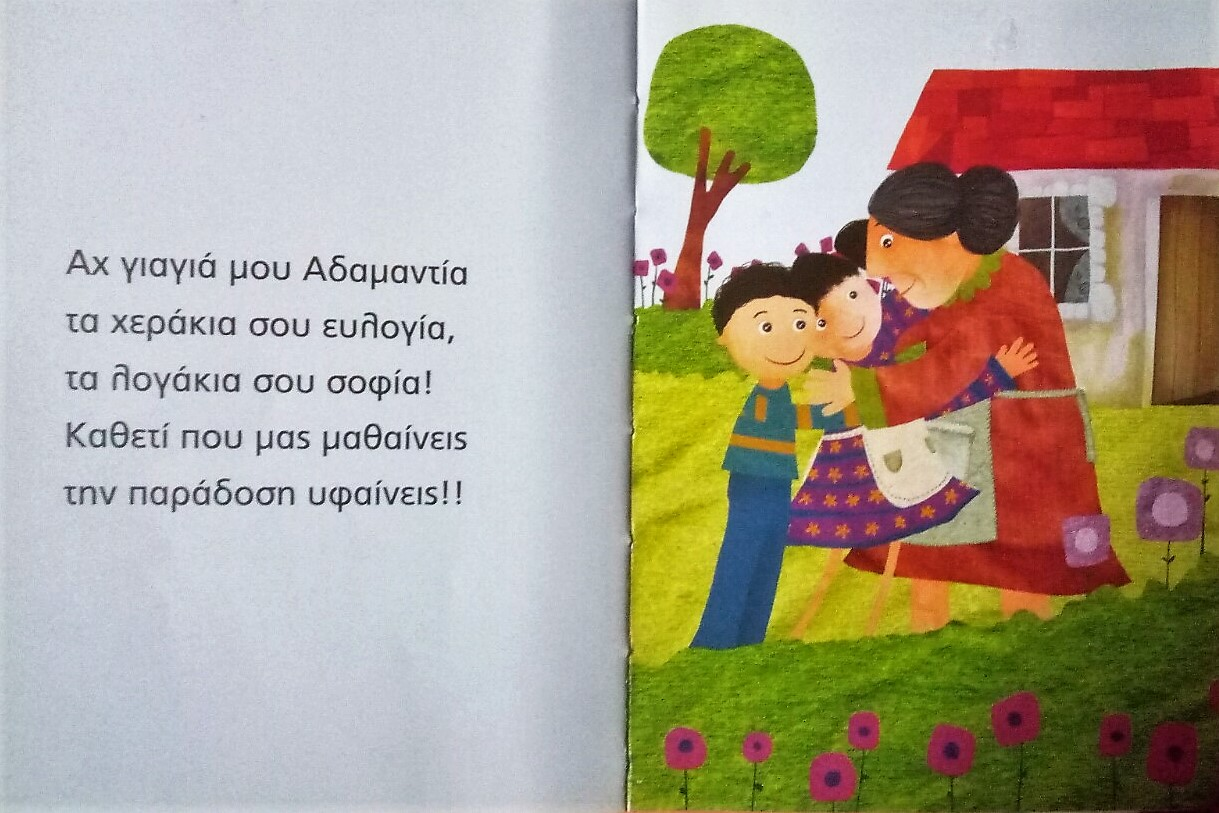 Αχ γιαγιά μου Αδαμαντία
τα χεράκια σου ευλογία,
τα λογάκια σου σοφία!
Καθετί που μας μαθαίνεις
την παράδοση υφαίνεις!!